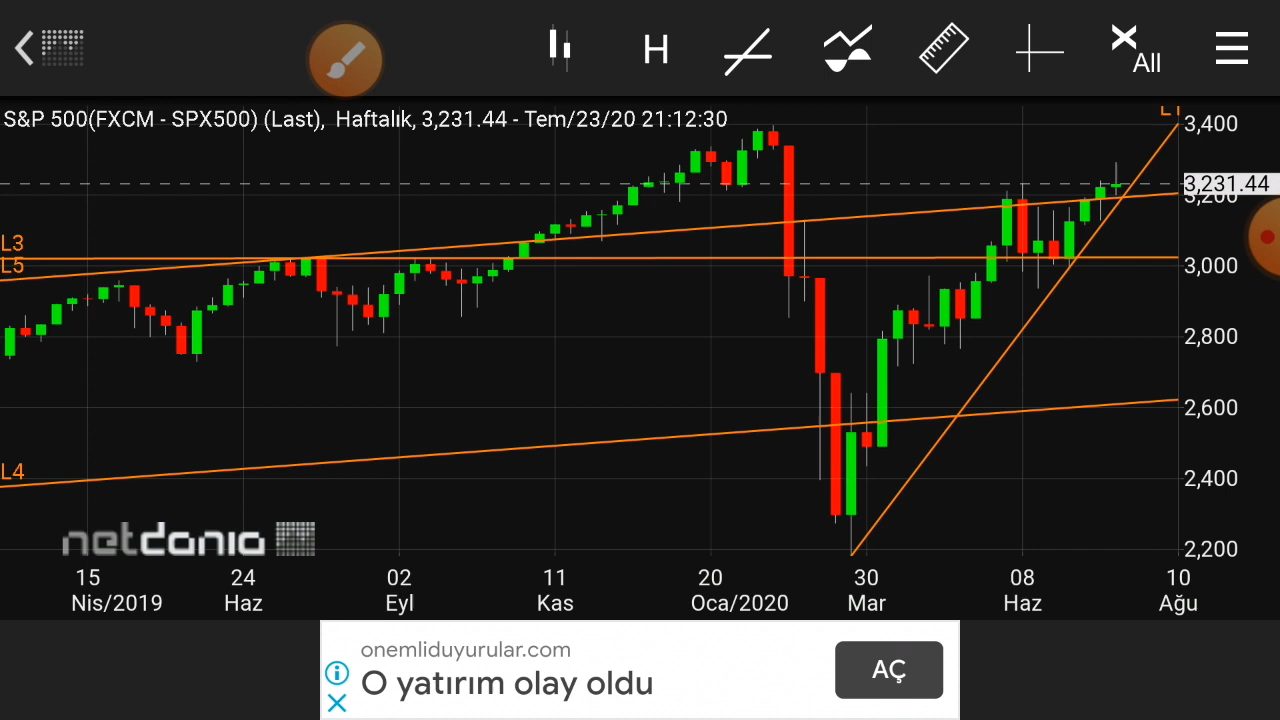 H
All
S&P 500(FXCM - SPX500) (Last), Haftalık, 3,231.44 - Tem/23/20 21:12:30
L1
3,400
3,231.44
3,200
L3
L5
3,000
2,800
2,600
L4
2,400
netdania
2,200
15 24 02 11 20 30 08 10
Nis/2019 Haz Eyl Kas Oca/2020 Mar Haz Ağu
onemliduyurular.com
O yatırım olay oldu
AÇ